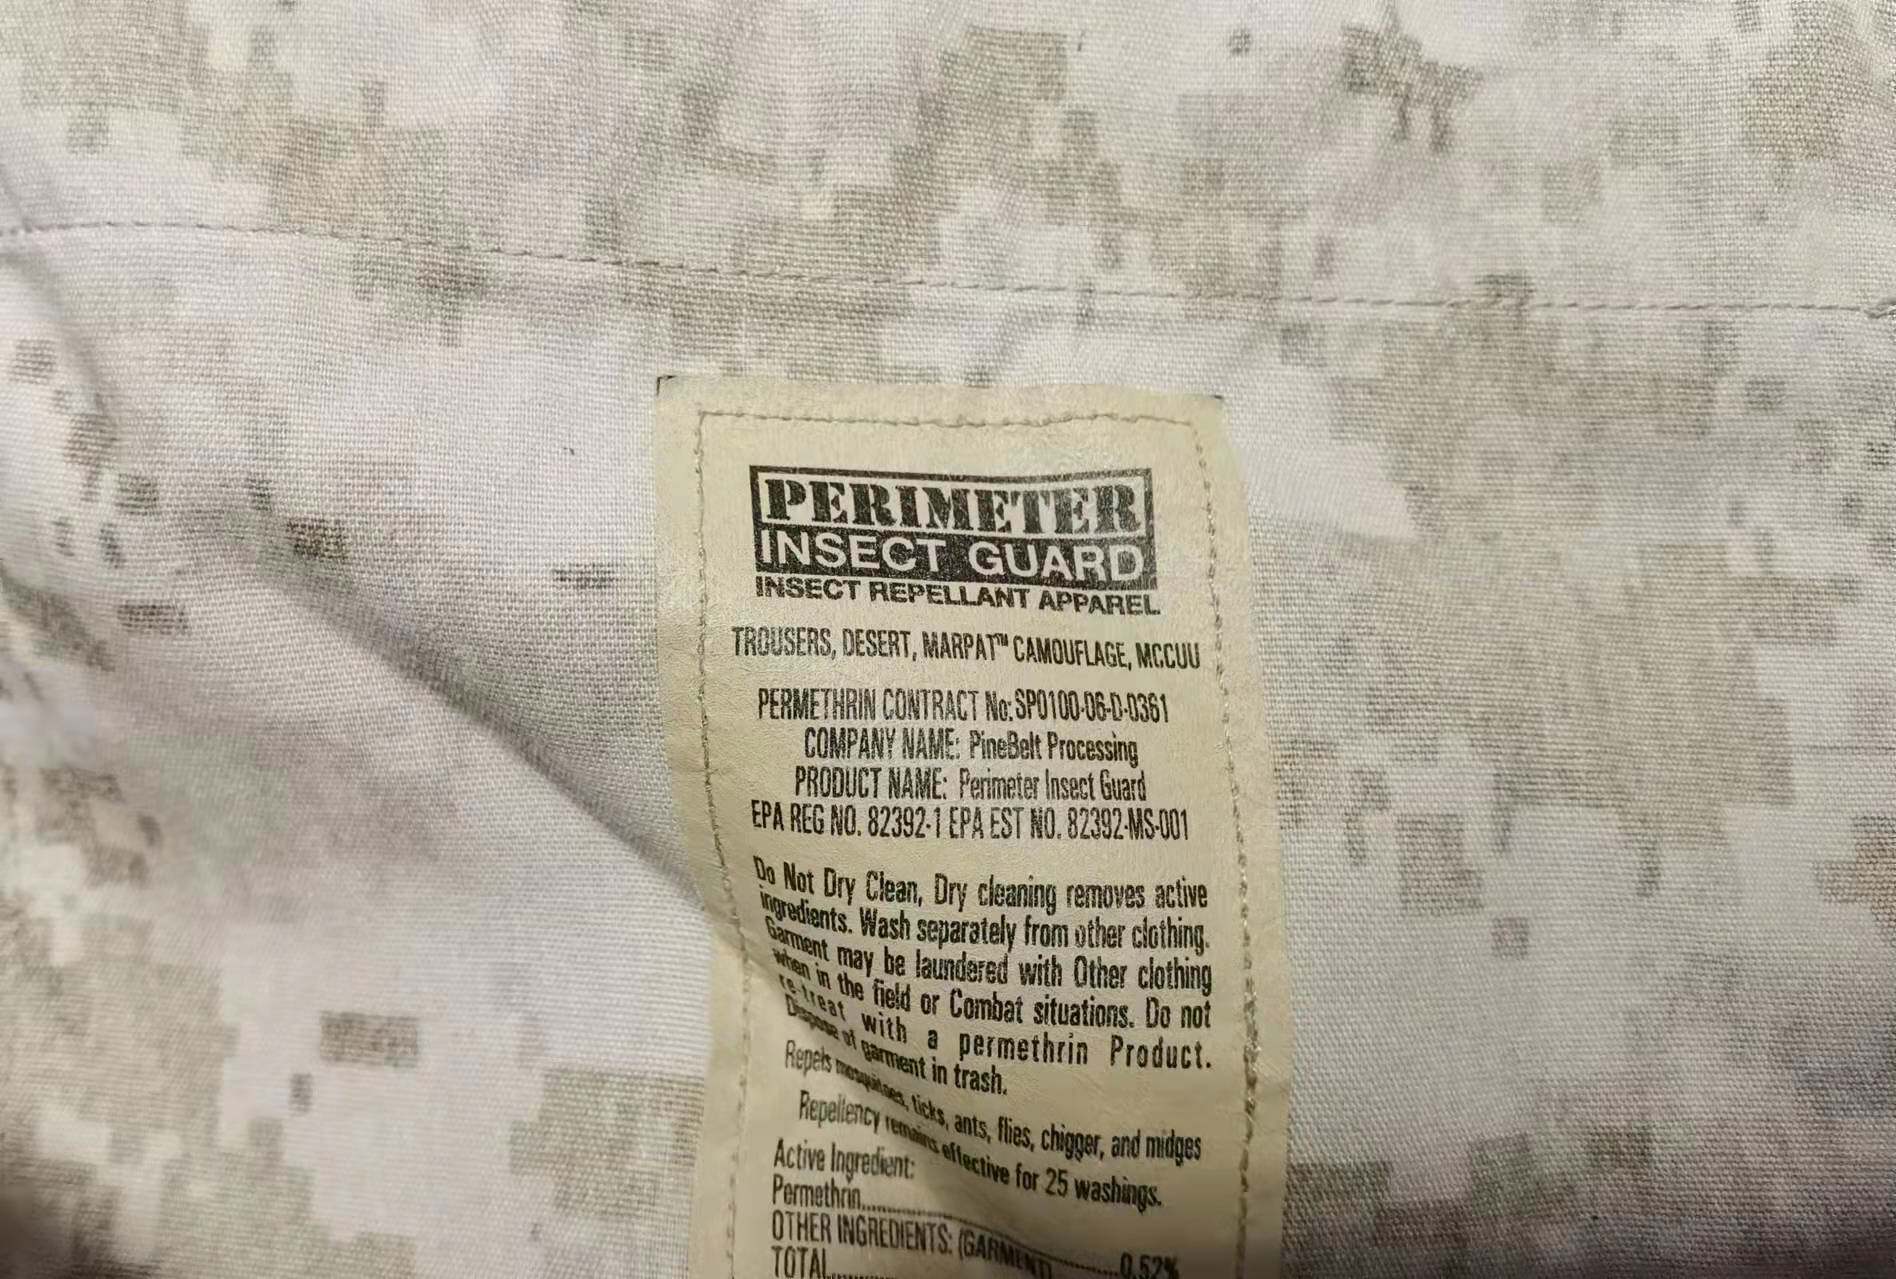 PERIMETER
INSECT GUARD
INSECT REPELLANT APPAREL
TROUSERS, DESERT, MARPAT™ CAMOUFLAGE, MCCUU
PERMETHRIN CONTRACT No: SP0100-06-D-0361
COMPANY NAME: PineBelt Processing
PRODUCT NAME: Perimeter Insect Guard
EPA REG NO. 82392-1 EPA EST NO. 82392-MS-001
Do Not Dry Clean, Dry cleaning removes active
ingredients. Wash separately from other clothing.
Garment may be laundered with Other clothing
when in the field or Combat situations. Do not
re-treat with a permethrin Product.
Dispose of garment in trash.
Repels mosquitoes, ticks, ants, flies, chigger, and midges
Repellency remains effective for 25 washings.
Active Ingredient:
Permethrin...................0.52%
OTHER INGREDIENTS: (GARMENT)
TOTAL